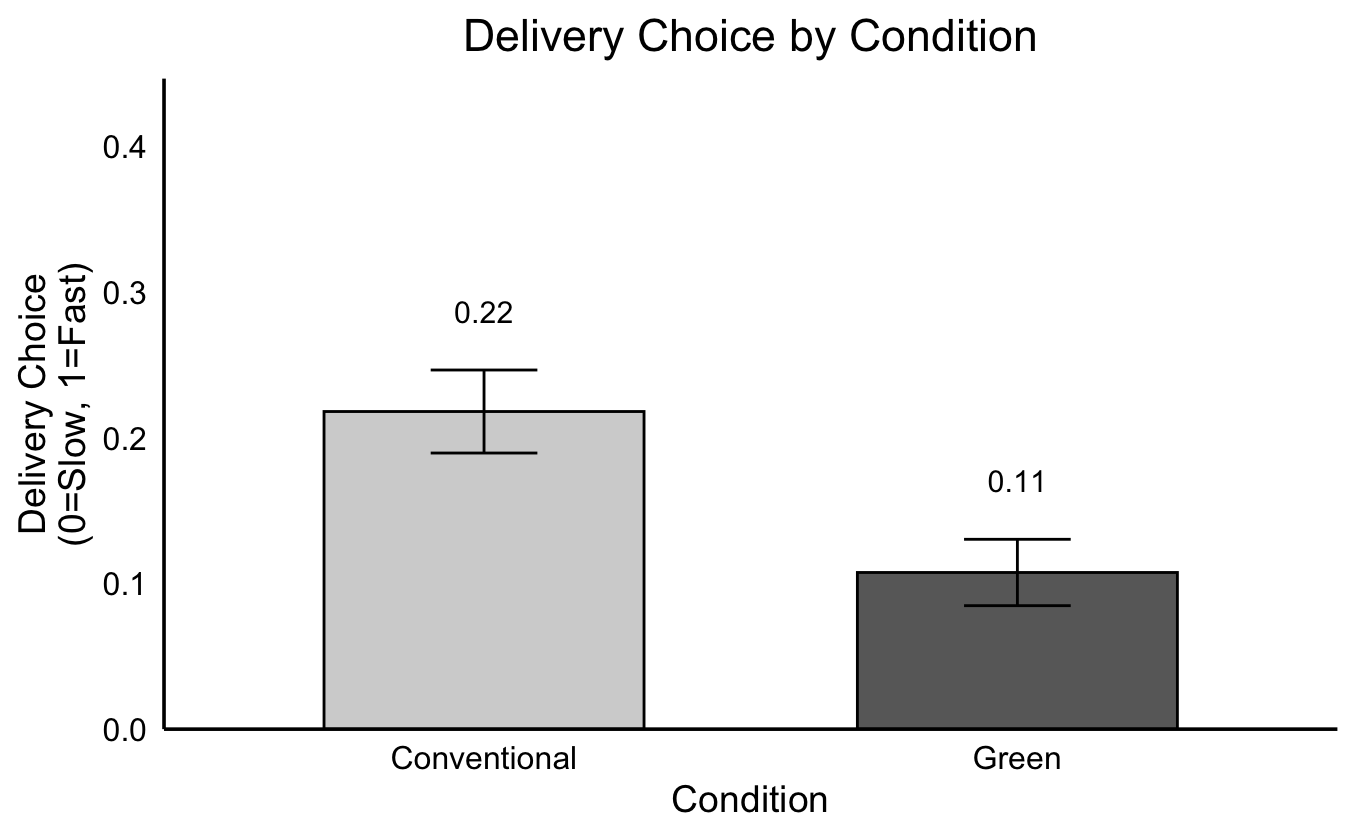 Delivery Choice by Condition
Delivery Choice
(0=Slow, 1=Fast)
0.4
0.3
0.2
0.1
0.0
0.22
0.11
Conventional
Green
Condition